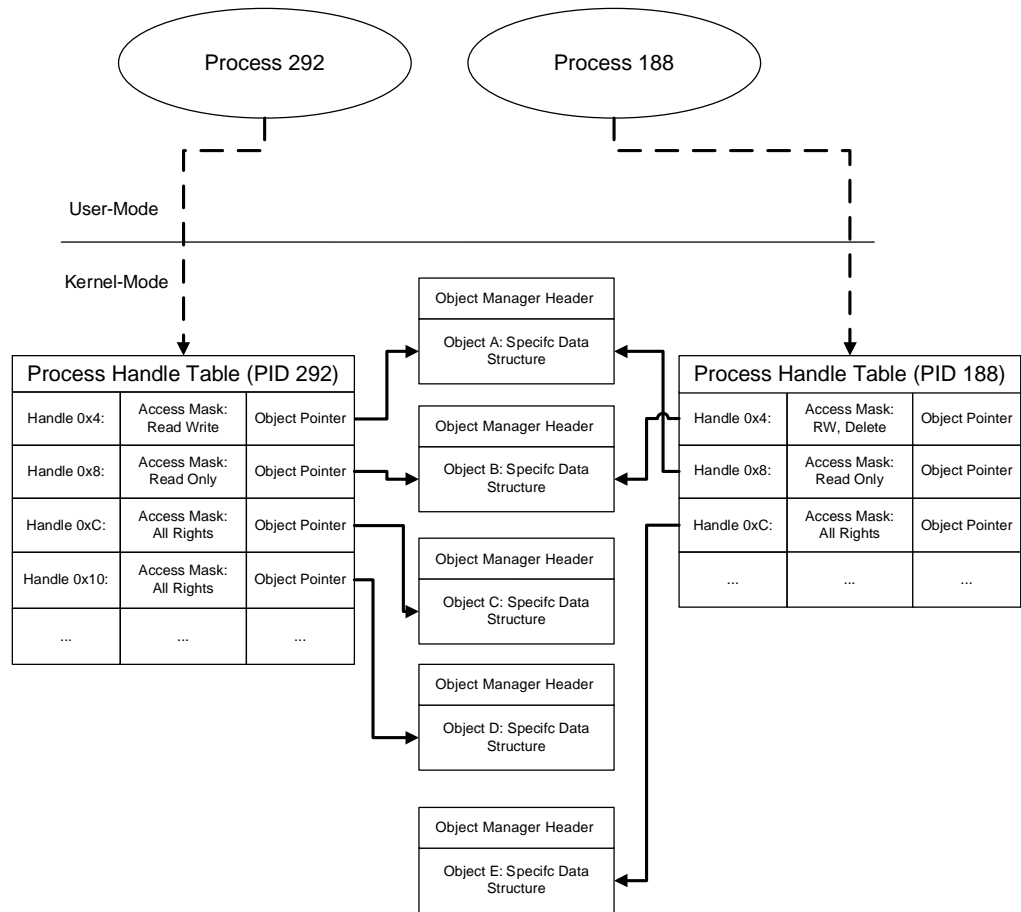 Process 292
Process 188
User-Mode
Kernel-Mode
Process Handle Table (PID 292)
Handle 0x4:
Access Mask:
Read Write
Object Pointer
Handle 0x8:
Access Mask:
Read Only
Object Pointer
Handle 0xC:
Access Mask:
All Rights
Object Pointer
Handle 0x10:
Access Mask:
All Rights
Object Pointer
...
...
...
Object Manager Header
Object A: Specifc Data
Structure
Object Manager Header
Object B: Specifc Data
Structure
Object Manager Header
Object C: Specifc Data
Structure
Object Manager Header
Object D: Specifc Data
Structure
Object Manager Header
Object E: Specifc Data
Structure
Process Handle Table (PID 188)
Handle 0x4:
Access Mask:
RW, Delete
Object Pointer
Handle 0x8:
Access Mask:
Read Only
Object Pointer
Handle 0xC:
Access Mask:
All Rights
Object Pointer
...
...
...